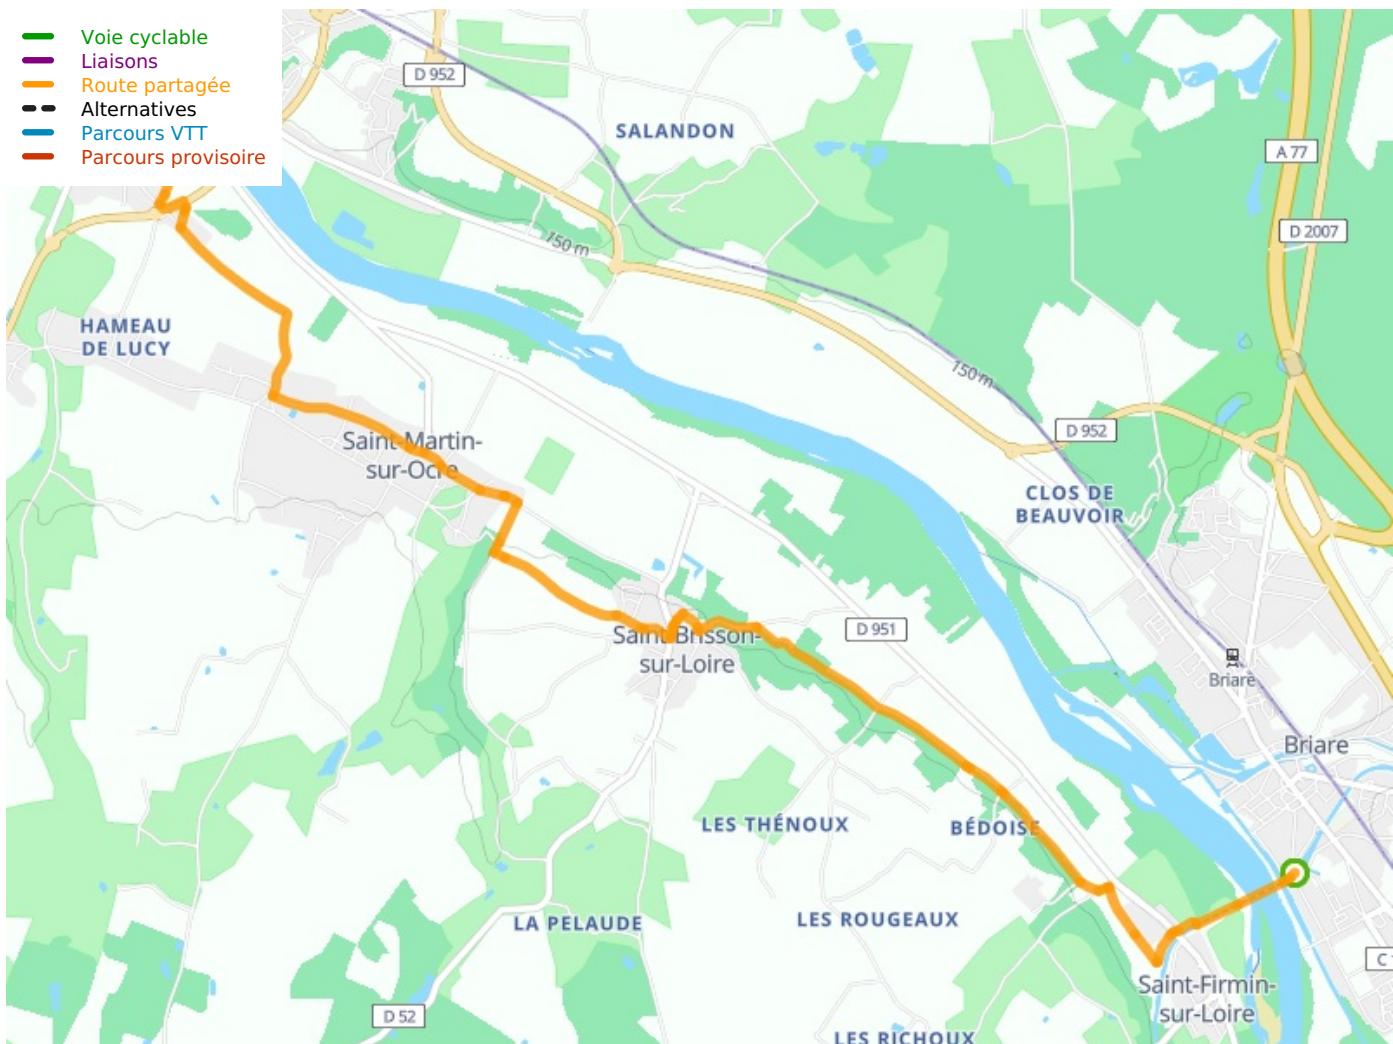 Voie cyclable
Liaisons
Route partagée
Alternatives
Parcours VTT
Parcours provisoire
D 952
SALANDON
A 77
D 2007
150 m
HAMEAU
DE LUCY
150 m
D 952
Saint-Martin-
sur-Ocre
CLOS DE
BEAUVOIR
D 951
Saint-Brisson-
sur-Loire
Briare
Briare
LES THÉNOUX
BÉDOISE
LA PELAUDE
LES ROUGEAUX
Saint-Firmin-
sur-Loire
D 52
LES RICHOUX